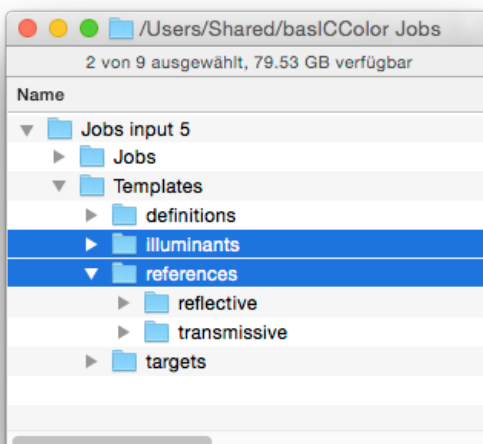 /Users/Shared/basICColor Jobs
2 von 9 ausgewählt, 79.53 GB verfügbar
Name
Jobs input 5
Jobs
Templates
definitions
illuminants
references
reflective
transmissive
targets